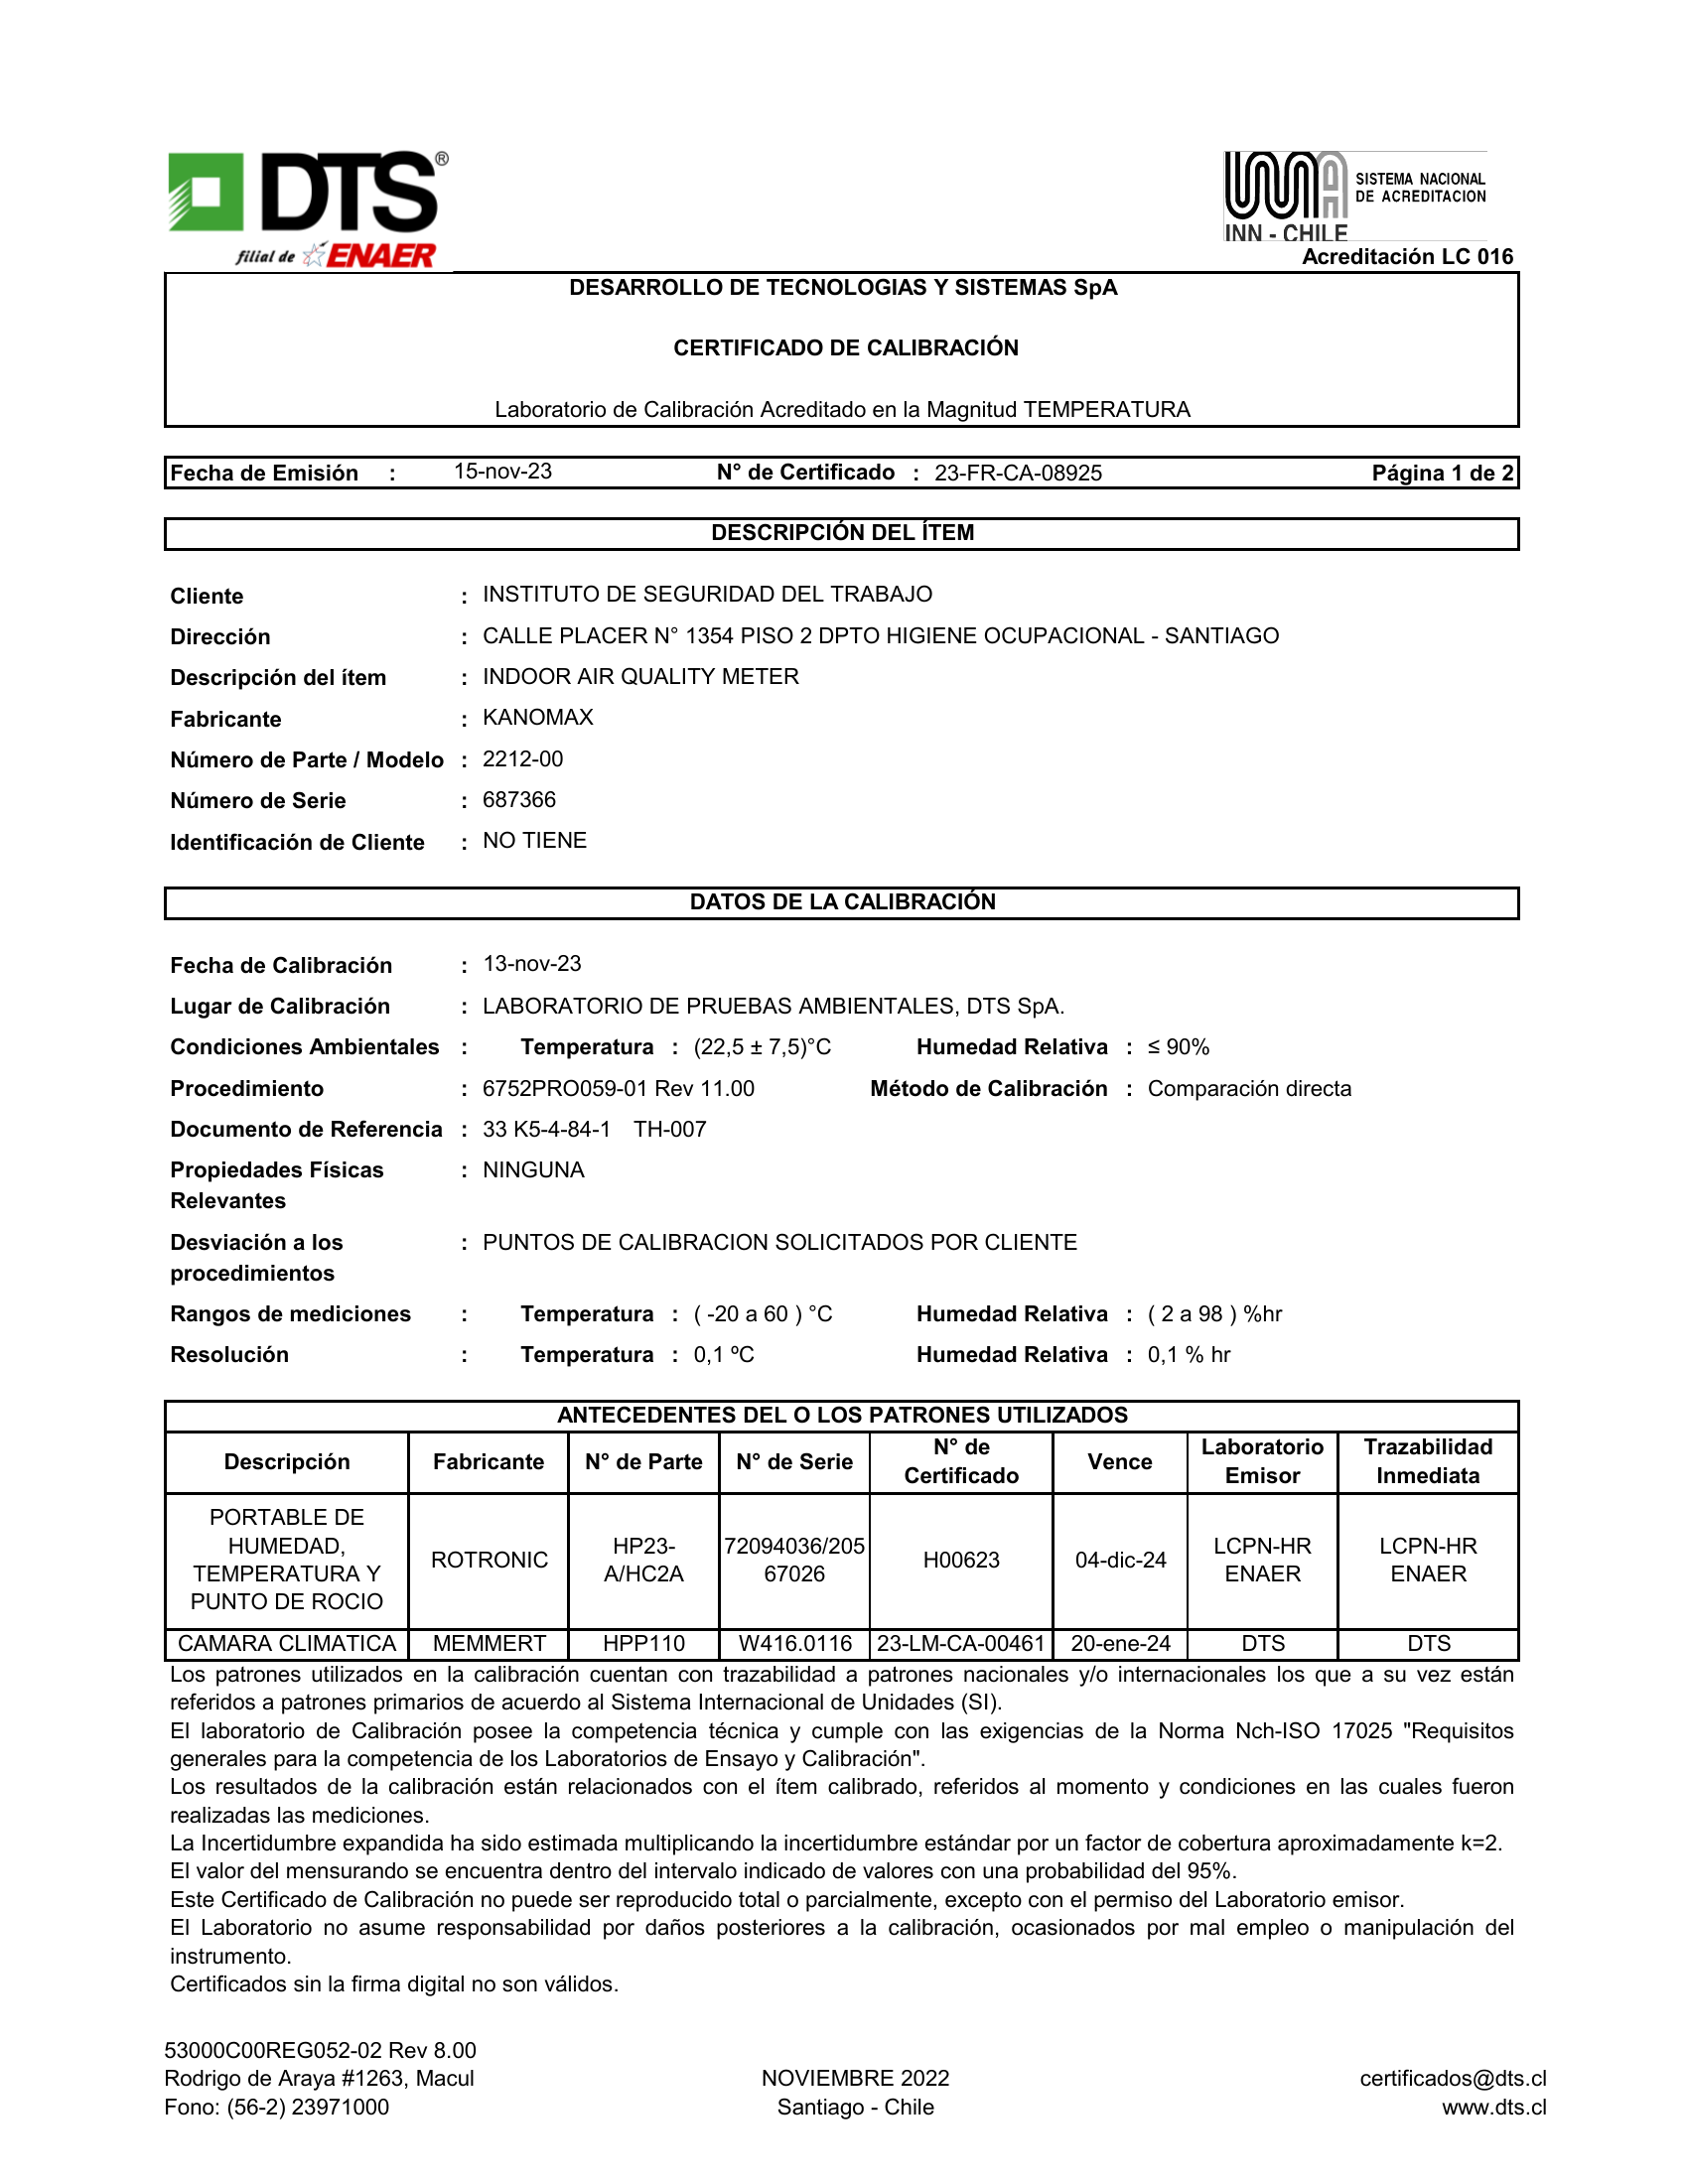 DTS®
filial de ENAER
SISTEMA NACIONAL
DE ACREDITACION
INN - CHILE
Acreditación LC 016
DESARROLLO DE TECNOLOGIAS Y SISTEMAS SpA
CERTIFICADO DE CALIBRACIÓN
Laboratorio de Calibración Acreditado en la Magnitud TEMPERATURA
Fecha de Emisión : 15-nov-23 N° de Certificado : 23-FR-CA-08925 Página 1 de 2
DESCRIPCIÓN DEL ÍTEM
Cliente : INSTITUTO DE SEGURIDAD DEL TRABAJO
Dirección : CALLE PLACER N° 1354 PISO 2 DPTO HIGIENE OCUPACIONAL - SANTIAGO
Descripción del ítem : INDOOR AIR QUALITY METER
Fabricante : KANOMAX
Número de Parte / Modelo : 2212-00
Número de Serie : 687366
Identificación de Cliente : NO TIENE
DATOS DE LA CALIBRACIÓN
Fecha de Calibración : 13-nov-23
Lugar de Calibración : LABORATORIO DE PRUEBAS AMBIENTALES, DTS SpA.
Condiciones Ambientales : Temperatura : (22,5 ± 7,5)°C Humedad Relativa : ≤ 90%
Procedimiento : 6752PRO059-01 Rev 11.00 Método de Calibración : Comparación directa
Documento de Referencia : 33 K5-4-84-1 TH-007
Propiedades Físicas : NINGUNA
Relevantes
Desviación a los : PUNTOS DE CALIBRACION SOLICITADOS POR CLIENTE
procedimientos
Rangos de mediciones : Temperatura : ( -20 a 60 ) °C Humedad Relativa : ( 2 a 98 ) %hr
Resolución : Temperatura : 0,1 ºC Humedad Relativa : 0,1 % hr
ANTECEDENTES DEL O LOS PATRONES UTILIZADOS
Descripción Fabricante N° de Parte N° de Serie N° de Certificado Vence Laboratorio Emisor Trazabilidad Inmediata
PORTABLE DE HUMEDAD, TEMPERATURA Y PUNTO DE ROCIO ROTRONIC HP23-A/HC2A 72094036/20567026 H00623 04-dic-24 LCPN-HR ENAER LCPN-HR ENAER
CAMARA CLIMATICA MEMMERT HPP110 W416.0116 23-LM-CA-00461 20-ene-24 DTS DTS
Los patrones utilizados en la calibración cuentan con trazabilidad a patrones nacionales y/o internacionales los que a su vez están
referidos a patrones primarios de acuerdo al Sistema Internacional de Unidades (SI).
El laboratorio de Calibración posee la competencia técnica y cumple con las exigencias de la Norma Nch-ISO 17025 "Requisitos
generales para la competencia de los Laboratorios de Ensayo y Calibración".
Los resultados de la calibración están relacionados con el ítem calibrado, referidos al momento y condiciones en las cuales fueron
realizadas las mediciones.
La Incertidumbre expandida ha sido estimada multiplicando la incertidumbre estándar por un factor de cobertura aproximadamente k=2.
El valor del mensurando se encuentra dentro del intervalo indicado de valores con una probabilidad del 95%.
Este Certificado de Calibración no puede ser reproducido total o parcialmente, excepto con el permiso del Laboratorio emisor.
El Laboratorio no asume responsabilidad por daños posteriores a la calibración, ocasionados por mal empleo o manipulación del
instrumento.
Certificados sin la firma digital no son válidos.
53000C00REG052-02 Rev 8.00
Rodrigo de Araya #1263, Macul NOVIEMBRE 2022 certificados@dts.cl
Fono: (56-2) 23971000 Santiago - Chile www.dts.cl